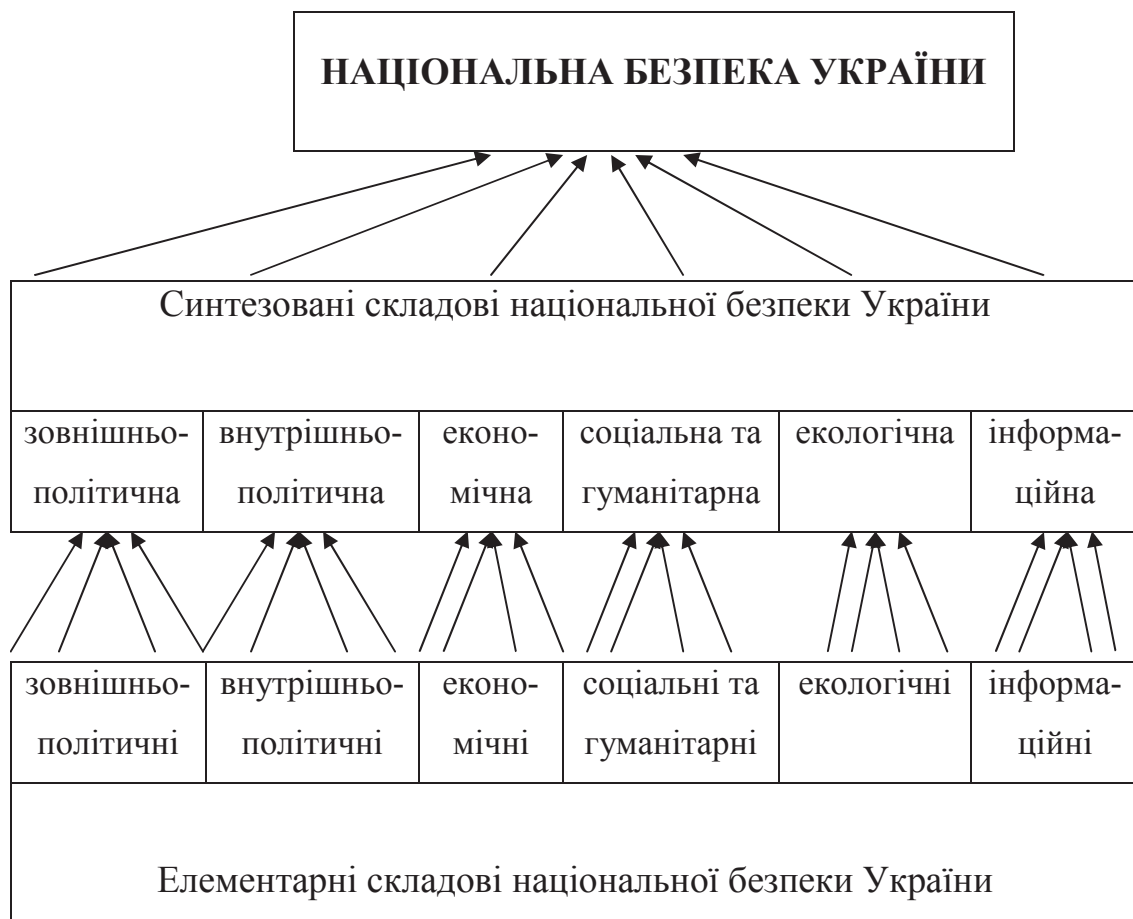 НАЦІОНАЛЬНА БЕЗПЕКА УКРАЇНИ
Синтезовані складові національної безпеки України
зовнішньо-
політична
внутрішньо-
політична
еконо-
мічна
соціальна та
гуманітарна
екологічна
інформа-
ційна
зовнішньо-
політичні
внутрішньо-
політичні
еконо-
мічні
соціальні та
гуманітарні
екологічні
інформа-
ційні
Елементарні складові національної безпеки України